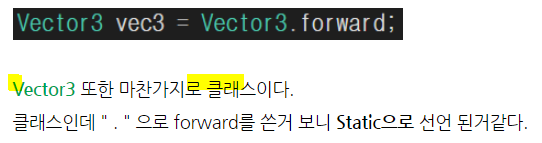 Vector3 vec3 = Vector3.forward;
Vector3 또한 마찬가지로 클래스이다.
클래스인데 " . " 으로 forward를 쓴거 보니 Static으로 선언 된거같다.